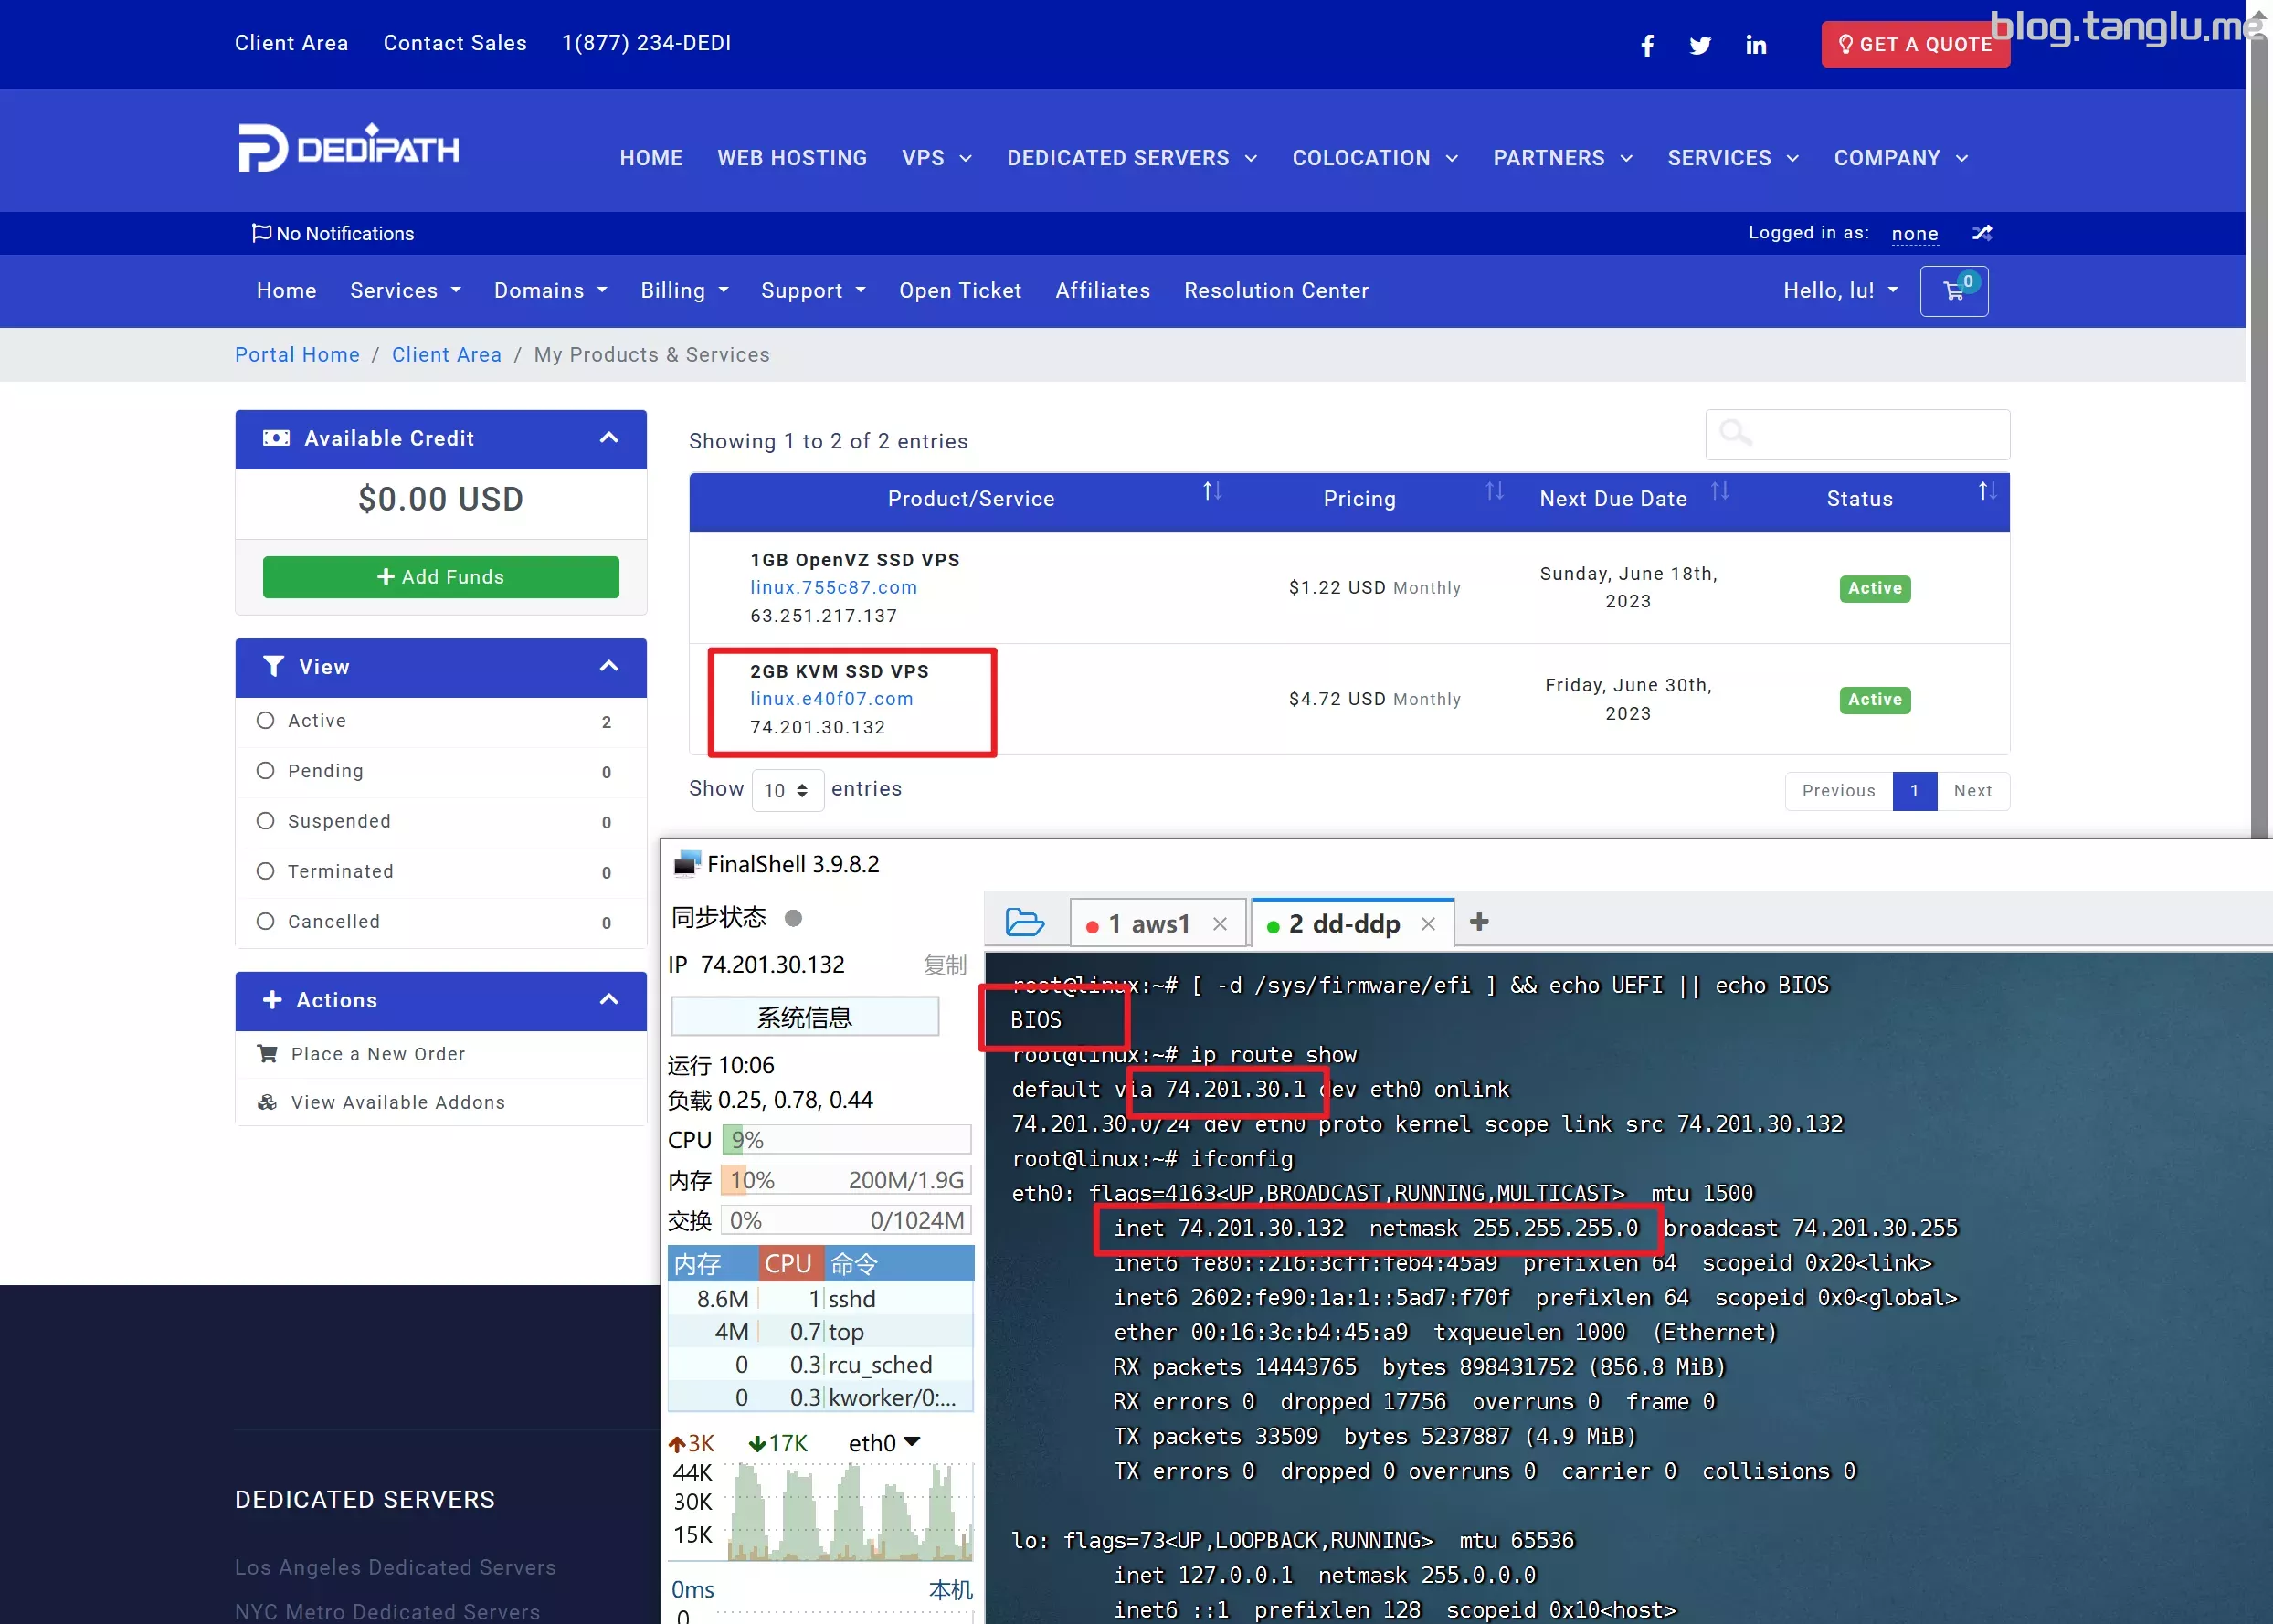 Client Area Contact Sales 1(877) 234-DEDI
GET A QUOTE
blog.tanglu.me
DEDIPATH
HOME WEB HOSTING VPS DEDICATED SERVERS COLOCATION PARTNERS SERVICES COMPANY
No Notifications
Logged in as: none
Home Services Domains Billing Support Open Ticket Affiliates Resolution Center
Hello, lu! 0
Portal Home / Client Area / My Products & Services
Available Credit
$0.00 USD
Add Funds
View
Active 2
Pending 0
Suspended 0
Terminated 0
Cancelled 0
Actions
Place a New Order
View Available Addons
Showing 1 to 2 of 2 entries
Product/Service Pricing Next Due Date Status
1GB OpenVZ SSD VPS
linux.755c87.com
63.251.217.137
$1.22 USD Monthly
Sunday, June 18th,
2023
Active
2GB KVM SSD VPS
linux.e40f07.com
74.201.30.132
$4.72 USD Monthly
Friday, June 30th,
2023
Active
Show 10 entries
Previous 1 Next
DEDICATED SERVERS
Los Angeles Dedicated Servers
NYC Metro Dedicated Servers
FinalShell 3.9.8.2
同步状态
IP 74.201.30.132 复制
系统信息
运行 10:06
负载 0.25, 0.78, 0.44
CPU 9%
内存 10% 200M/1.9G
交换 0% 0/1024M
内存 CPU 命令
8.6M 1 sshd
4M 0.7 top
0 0.3 rcu_sched
0 0.3 kworker/0:...
3K 17K eth0
44K
30K
15K
0ms 本机
0
1 aws1 2 dd-ddp
root@linux:~# [ -d /sys/firmware/efi ] && echo UEFI || echo BIOS
BIOS
root@linux:~# ip route show
default via 74.201.30.1 dev eth0 onlink
74.201.30.0/24 dev eth0 proto kernel scope link src 74.201.30.132
root@linux:~# ifconfig
eth0: flags=4163<UP,BROADCAST,RUNNING,MULTICAST> mtu 1500
inet 74.201.30.132 netmask 255.255.255.0 broadcast 74.201.30.255
inet6 fe80::216:3cff:feb4:45a9 prefixlen 64 scopeid 0x20<link>
inet6 2602:fe90:1a:1::5ad7:f70f prefixlen 64 scopeid 0x0<global>
ether 00:16:3c:b4:45:a9 txqueuelen 1000 (Ethernet)
RX packets 14443765 bytes 898431752 (856.8 MiB)
RX errors 0 dropped 17756 overruns 0 frame 0
TX packets 33509 bytes 5237887 (4.9 MiB)
TX errors 0 dropped 0 overruns 0 carrier 0 collisions 0
lo: flags=73<UP,LOOPBACK,RUNNING> mtu 65536
inet 127.0.0.1 netmask 255.0.0.0
inet6 ::1 prefixlen 128 scopeid 0x10<host>